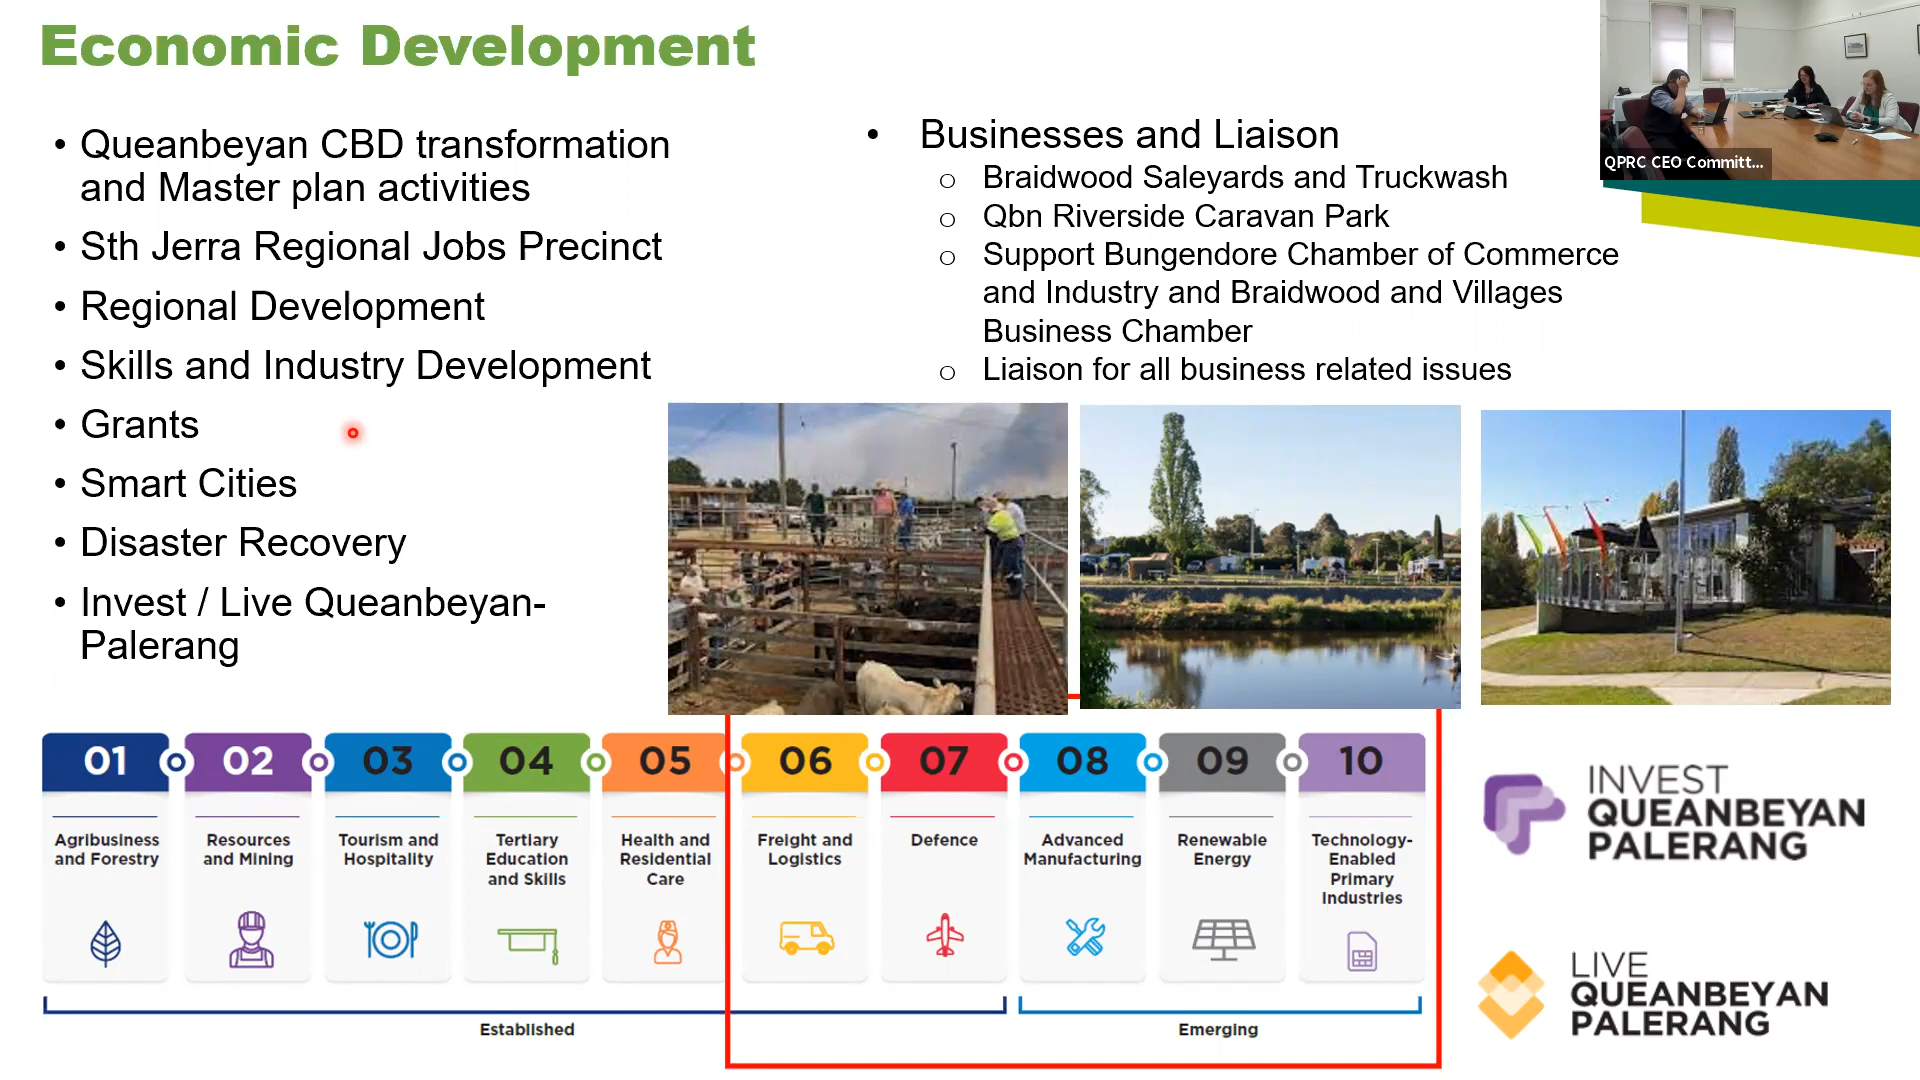 Economic Development
• Queanbeyan CBD transformation
and Master plan activities
• Sth Jerra Regional Jobs Precinct
• Regional Development
• Skills and Industry Development
• Grants
• Smart Cities
• Disaster Recovery
• Invest / Live Queanbeyan-
Palerang
• Businesses and Liaison
o Braidwood Saleyards and Truckwash
o Qbn Riverside Caravan Park
o Support Bungendore Chamber of Commerce
and Industry and Braidwood and Villages
Business Chamber
o Liaison for all business related issues
QPRC CEO Committ...
01
Agribusiness
and Forestry
02
Resources
and Mining
03
Tourism and
Hospitality
04
Tertiary
Education
and Skills
05
Health and
Residential
Care
06
Freight and
Logistics
07
Defence
08
Advanced
Manufacturing
09
Renewable
Energy
10
Technology-
Enabled
Primary
Industries
Established
Emerging
INVEST
QUEANBEYAN
PALERANG
LIVE
QUEANBEYAN
PALERANG